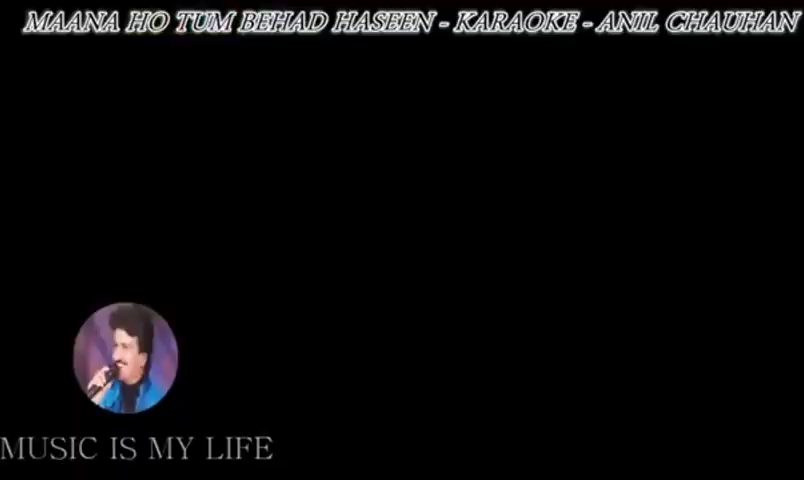 MAANA HO TUM BEHAD HASEEN - KARAOKE - ANIL CHAUHAN
MUSIC IS MY LIFE